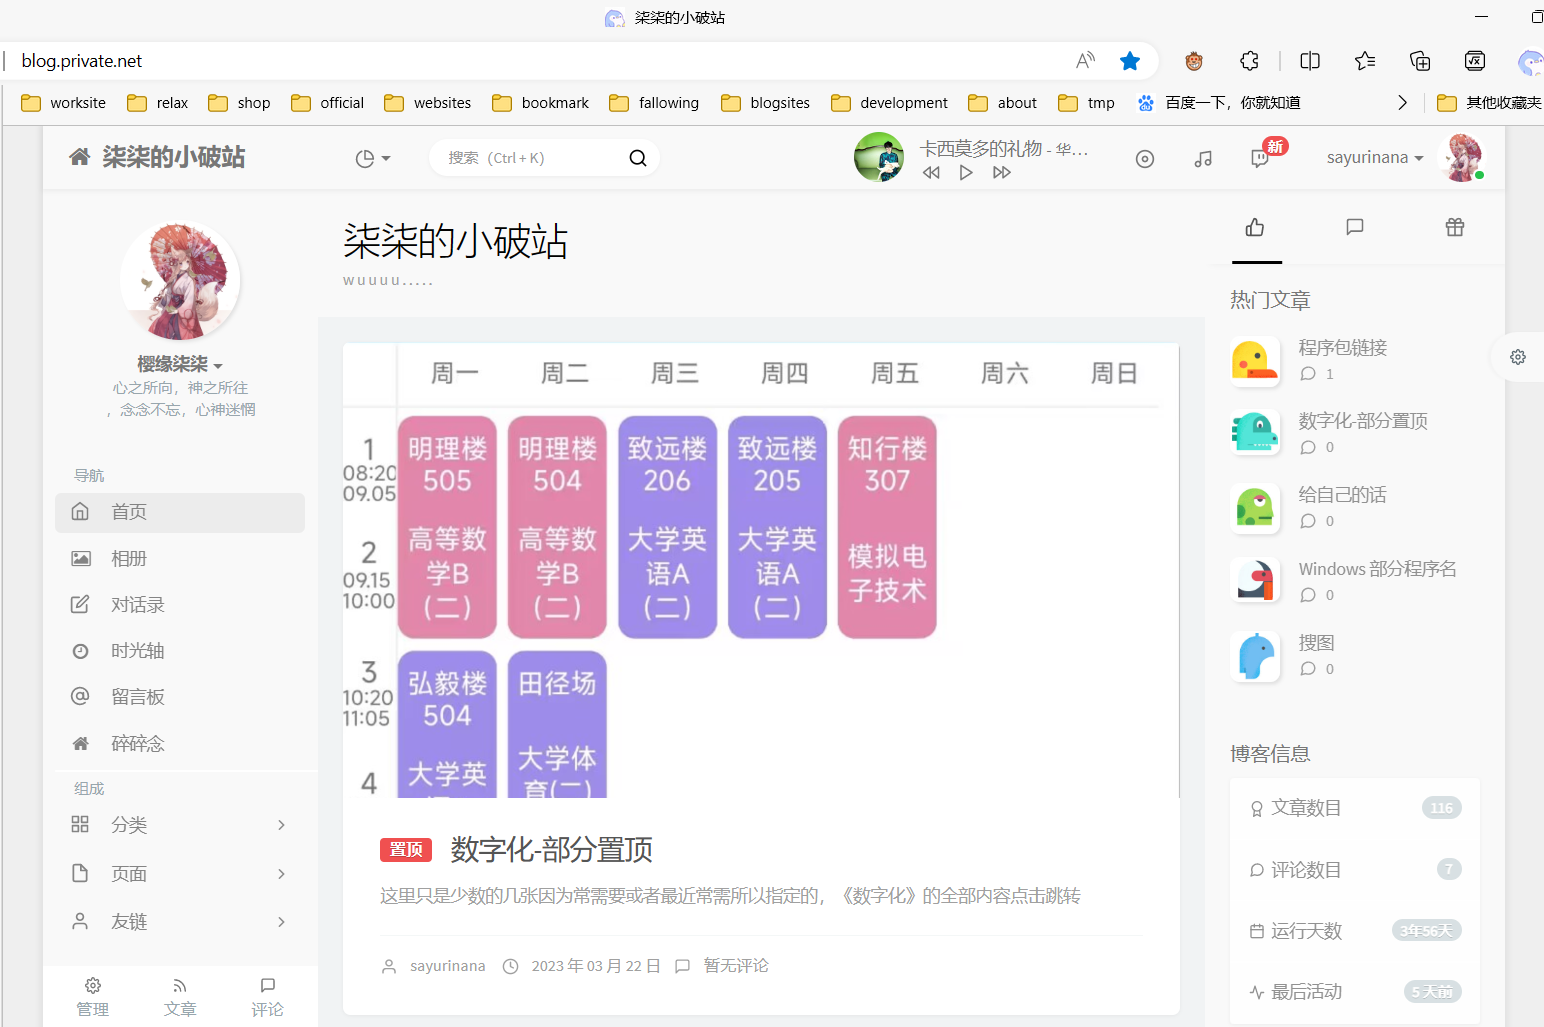 柒柒的小破站
blog.private.net
worksite relax shop official websites bookmark fallowing blogsites development about tmp 百度一下，你就知道 其他收藏夹
柒柒的小破站
搜索（Ctrl + K）
卡西莫多的礼物 - 华...
新
sayurinana
樱缘柒柒
心之所向，神之所往
，念念不忘，心神迷惘
导航
首页
相册
对话录
时光轴
留言板
碎碎念
组成
分类
页面
友链
管理 文章 评论
柒柒的小破站
wuuuu.....
周一 周二 周三 周四 周五 周六 周日
1
08:20
09.05
2
09.15
10:00
3
10:20
11:05
4
明理楼
505
高等数
学B
(二)
明理楼
504
高等数
学B
(二)
致远楼
206
大学英
语A
(二)
致远楼
205
大学英
语A
(二)
知行楼
307
模拟电
子技术
弘毅楼
504
大学英
田径场
大学体
育(二)
置顶 数字化-部分置顶
这里只是少数的几张因为常需要或者最近常需所以指定的，《数字化》的全部内容点击跳转
sayurinana 2023 年 03 月 22 日 暂无评论
热门文章
程序包链接
1
数字化-部分置顶
0
给自己的话
0
Windows 部分程序名
0
搜图
0
博客信息
文章数目 116
评论数目 7
运行天数 3年56天
最后活动 5 天前